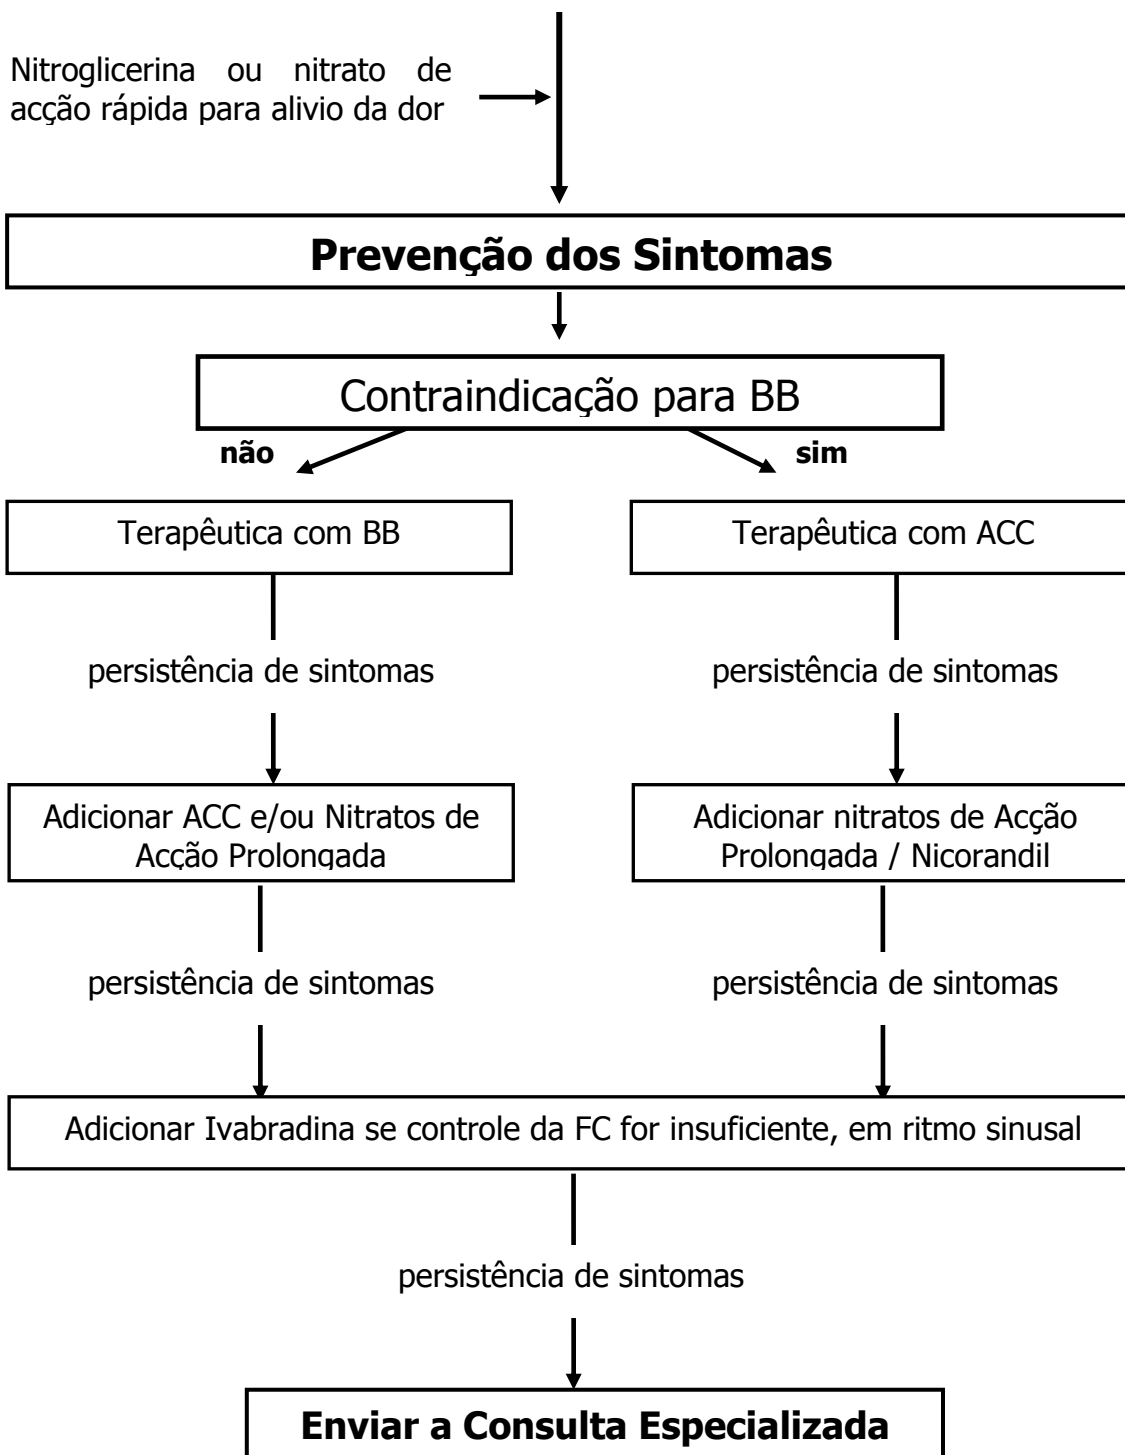 Nitroglicerina ou nitrato de
acção rápida para alivio da dor
Prevenção dos Sintomas
Contraindicação para BB
não
sim
Terapêutica com BB
Terapêutica com ACC
persistência de sintomas
persistência de sintomas
Adicionar ACC e/ou Nitratos de
Acção Prolongada
Adicionar nitratos de Acção
Prolongada / Nicorandil
persistência de sintomas
persistência de sintomas
Adicionar Ivabradina se controle da FC for insuficiente, em ritmo sinusal
persistência de sintomas
Enviar a Consulta Especializada